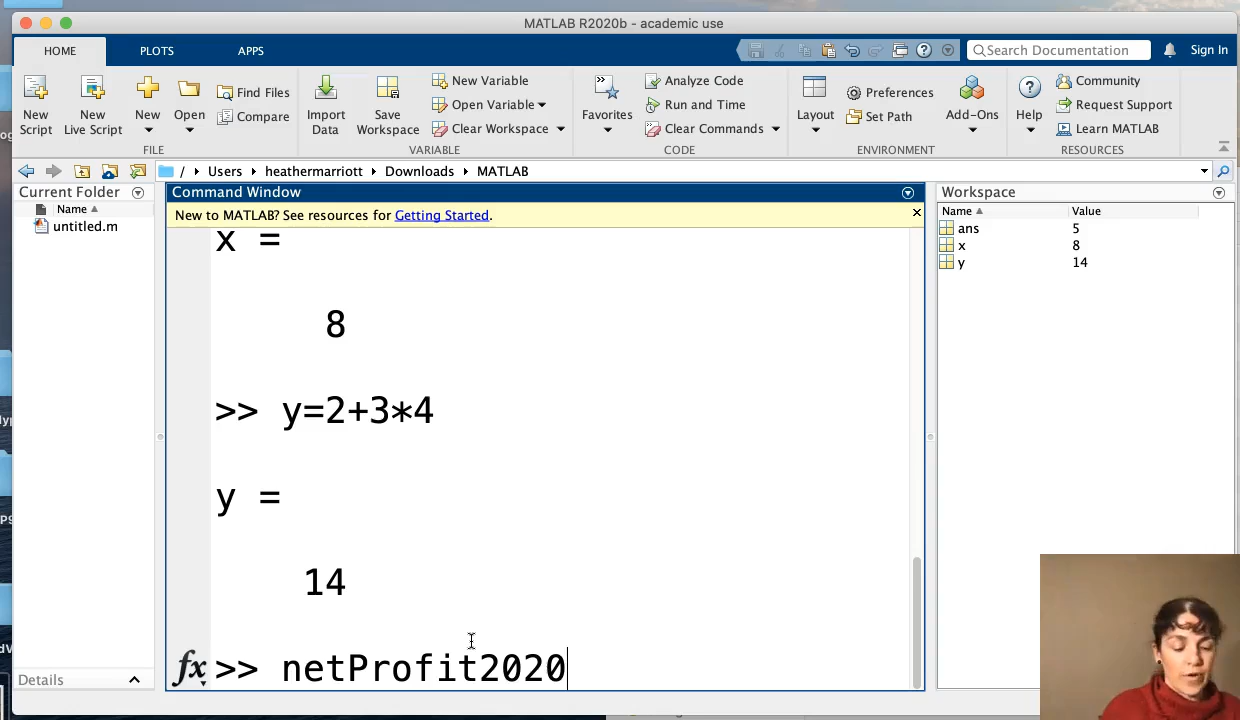 MATLAB R2020b - academic use
HOME PLOTS APPS Search Documentation Sign In
New Script
New Live Script
New
Open
Find Files
Compare
FILE
Import Data
Save Workspace
New Variable
Open Variable
Clear Workspace
VARIABLE
Favorites
Analyze Code
Run and Time
Clear Commands
CODE
Layout
Preferences
Set Path
Add-Ons
ENVIRONMENT
Help
Community
Request Support
Learn MATLAB
RESOURCES
/ Users heathermarriott Downloads MATLAB
Current Folder
Name
untitled.m
Details
Command Window
New to MATLAB? See resources for Getting Started.
x =
8
>> y=2+3*4
y =
14
fx >> netProfit2020
Workspace
Name Value
ans 5
x 8
y 14